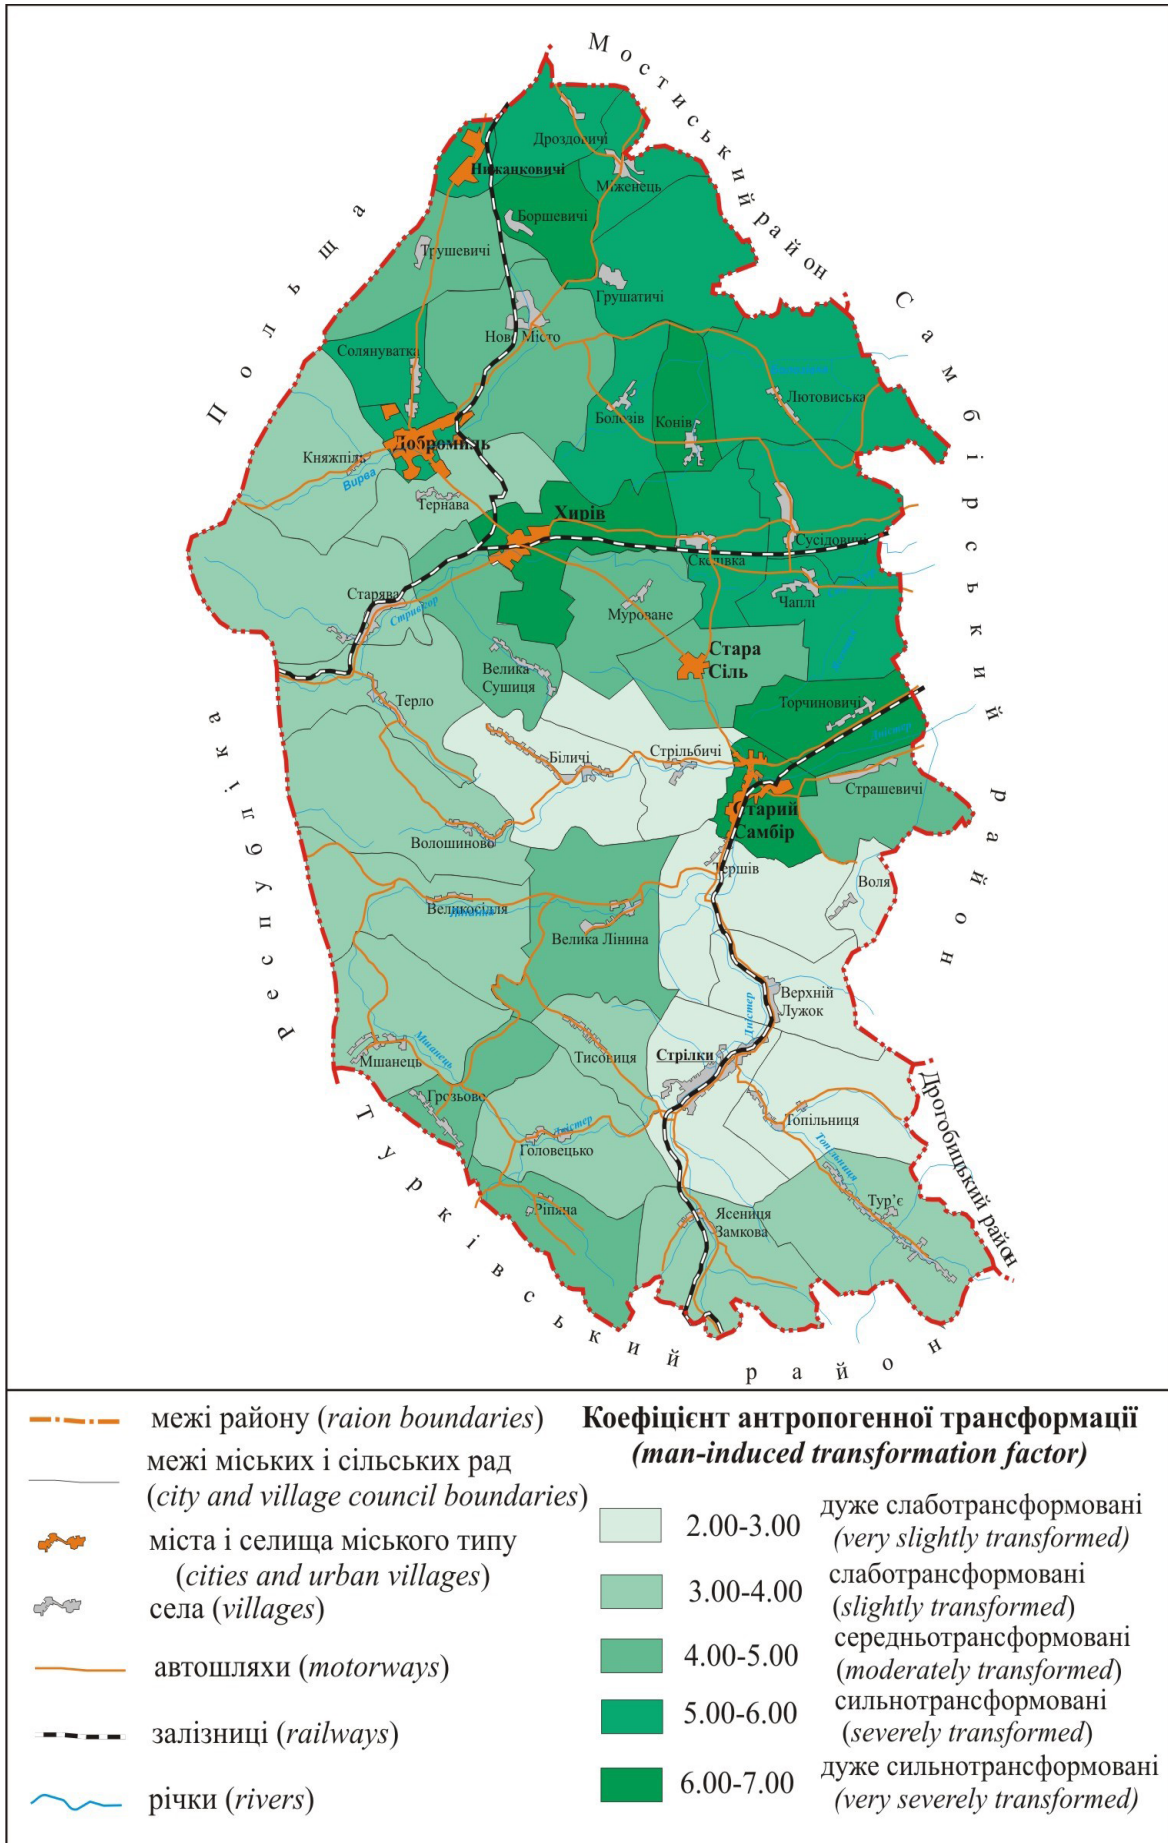 Мостиський район
Польща
Республіка
Самбірський район
Дрогобицький район
Турківський район
Дроздовичі
Нижанковичі
Міженець
Боршевичі
Трушевичі
Грушатичі
Нове Місто
Солянуватка
Болозів
Конів
Лютовиська
Добромиль
Княжпіль
Вирва
Тернава
Хирів
Сусідовичі
Скелівка
Чаплі
Старява
Стривігор
Муроване
Стара
Сіль
Велика
Сушиця
Терло
Торчиновичі
Дністер
Біличі
Стрільбичі
Страшевичі
Старий
Самбір
Волошиново
Тершів
Воля
Великосілля
Велика Лінина
Верхній
Лужок
Дністер
Мшанець
Мшанець
Тисовиця
Стрілки
Грозьово
Топільниця
Дністер
Головецько
Топільниця
Тур’є
Ріпяна
Ясениця
Замкова
межі району (raion boundaries)
межі міських і сільських рад
(city and village council boundaries)
міста і селища міського типу
(cities and urban villages)
села (villages)
автошляхи (motorways)
залізниці (railways)
річки (rivers)
Коефіцієнт антропогенної трансформації
(man-induced transformation factor)
2.00-3.00 дуже слаботрансформовані
(very slightly transformed)
3.00-4.00 слаботрансформовані
(slightly transformed)
4.00-5.00 середньотрансформовані
(moderately transformed)
5.00-6.00 сильнотрансформовані
(severely transformed)
6.00-7.00 дуже сильнотрансформовані
(very severely transformed)